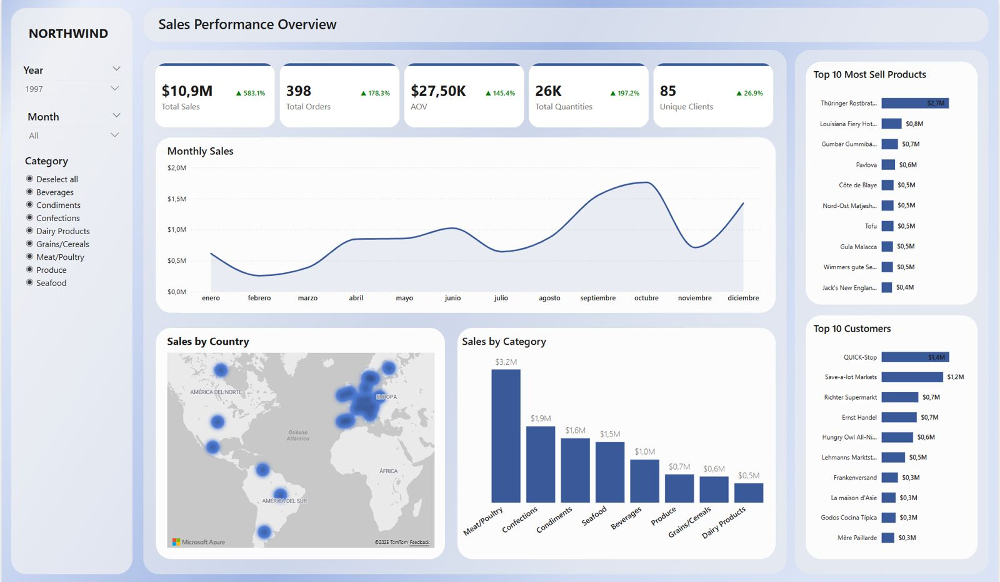 NORTHWIND
Year
1997
Month
All
Category
Deselect all
Beverages
Condiments
Confections
Dairy Products
Grains/Cereals
Meat/Poultry
Produce
Seafood
Sales Performance Overview
$10,9M ▲ 583,1%
Total Sales
398 ▲ 178,3%
Total Orders
$27,50K ▲ 145,4%
AOV
26K ▲ 197,2%
Total Quantities
85 ▲ 26,9%
Unique Clients
Monthly Sales
$2,0M
$1,5M
$1,0M
$0,5M
$0,0M
enero febrero marzo abril mayo junio julio agosto septiembre octubre noviembre diciembre
Sales by Country
AMÉRICA DEL NORTE
EUROPA
Océano
Atlántico
ÁFRICA
AMÉRICA DEL SUR
Microsoft Azure
©2025 TomTom Feedback
Sales by Category
$3,2M
$1,9M
$1,6M
$1,5M
$1,0M
$0,7M
$0,6M
$0,5M
Meat/Poultry
Confections
Condiments
Seafood
Beverages
Produce
Grains/Cereals
Dairy Products
Top 10 Most Sell Products
Thüringer Rostbrat... $2,7M
Louisiana Fiery Hot... $0,8M
Gumbär Gummibä... $0,7M
Pavlova $0,6M
Côte de Blaye $0,5M
Nord-Ost Matjesh... $0,5M
Tofu $0,5M
Gula Malacca $0,5M
Wimmers gute Se... $0,5M
Jack's New Englan... $0,4M
Top 10 Customers
QUICK-Stop $1,4M
Save-a-lot Markets $1,2M
Richter Supermarkt $0,7M
Ernst Handel $0,7M
Hungry Owl All-Ni... $0,6M
Lehmanns Marktst... $0,5M
Frankenversand $0,3M
La maison d'Asie $0,3M
Godos Cocina Típica $0,3M
Mère Paillarde $0,3M